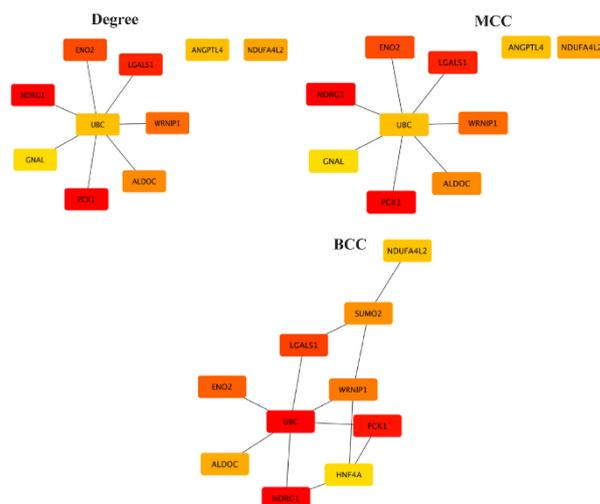 Degree
MCC
ENO2
ANGPTL4
NDUFA4L2
LGALS1
NDRG1
UBC
WRNIP1
GNAL
ALDOC
PCK1
ENO2
ANGPTL4
NDUFA4L2
LGALS1
NDRG1
UBC
WRNIP1
GNAL
ALDOC
PCK1
BCC
NDUFA4L2
SUMO2
LGALS1
ENO2
WRNIP1
UBC
PCK1
ALDOC
HNF4A
NDRG1